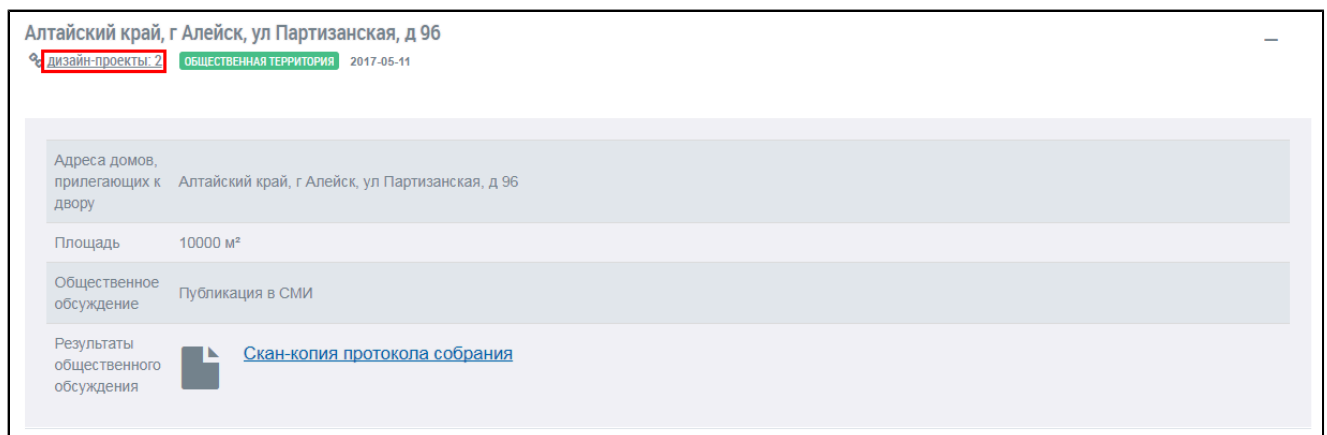 Алтайский край, г Алейск, ул Партизанская, д 96
дизайн-проекты: 2 ОБЩЕСТВЕННАЯ ТЕРРИТОРИЯ 2017-05-11
Адреса домов,
прилегающих к Алтайский край, г Алейск, ул Партизанская, д 96
двору
Площадь 10000 м²
Общественное
обсуждение Публикация в СМИ
Результаты
общественного Скан-копия протокола собрания
обсуждения